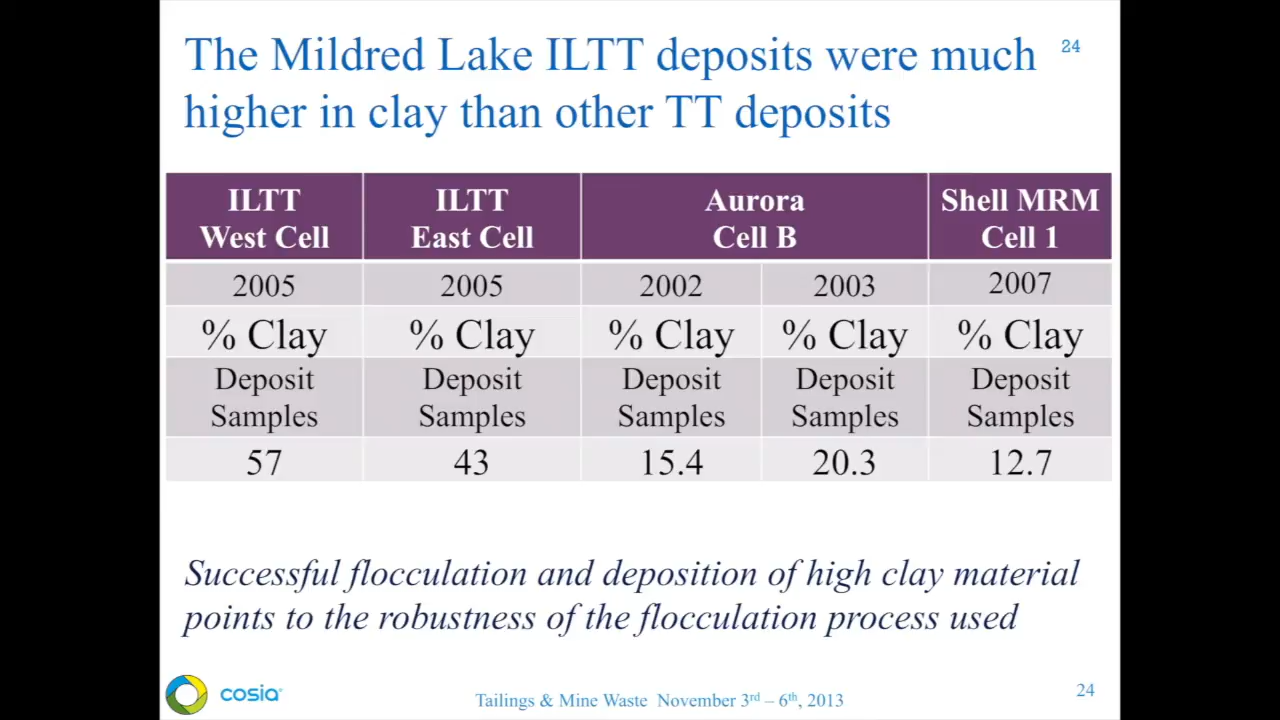 The Mildred Lake ILTT deposits were much
24
higher in clay than other TT deposits
ILTT West Cell
ILTT East Cell
Aurora Cell B
Shell MRM Cell 1
2005 2005 2002 2003 2007
% Clay % Clay % Clay % Clay % Clay
Deposit Samples Deposit Samples Deposit Samples Deposit Samples Deposit Samples
57 43 15.4 20.3 12.7
Successful flocculation and deposition of high clay material
points to the robustness of the flocculation process used
cosia
Tailings & Mine Waste November 3rd – 6th, 2013
24